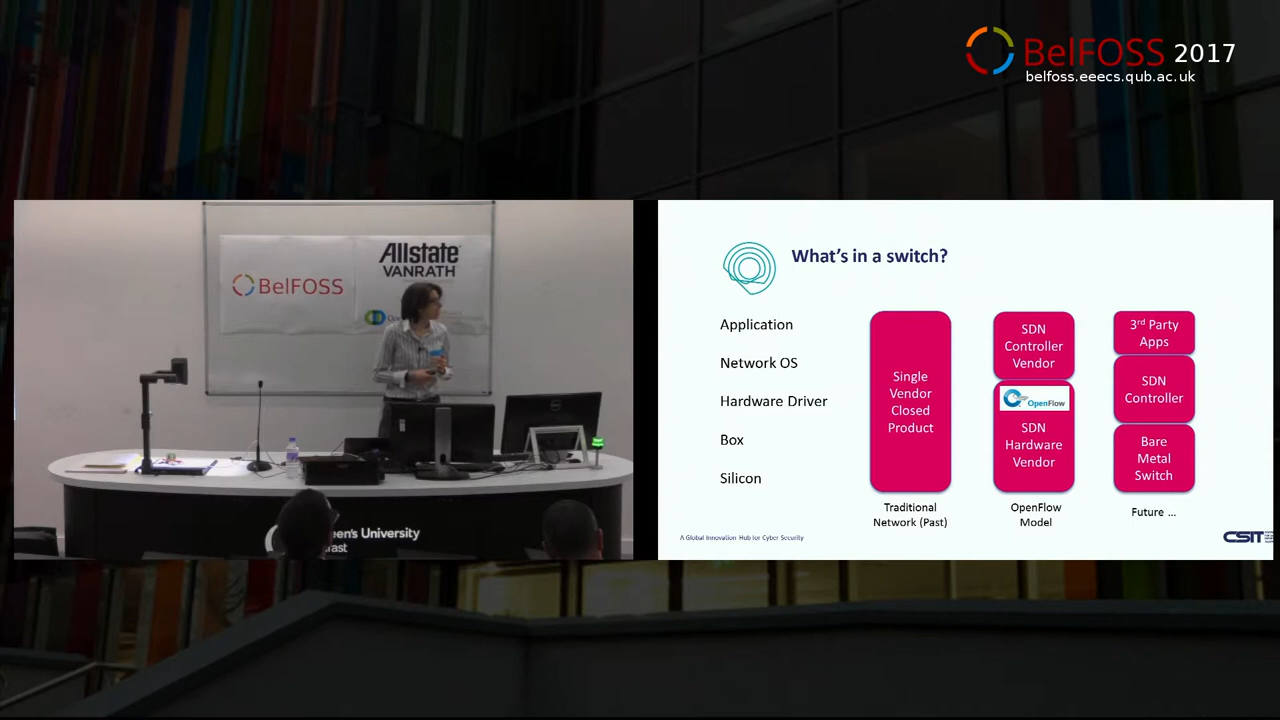 BelFOSS 2017
belfoss.eeecs.qub.ac.uk
Allstate
VANRATH
BelFOSS
een's University
rast
What's in a switch?
Application
Network OS
Hardware Driver
Box
Silicon
Single
Vendor
Closed
Product
Traditional
Network (Past)
SDN
Controller
Vendor
OpenFlow
SDN
Hardware
Vendor
OpenFlow
Model
3rd Party
Apps
SDN
Controller
Bare
Metal
Switch
Future ...
A Global Innovation Hub for Cyber Security
CSIT